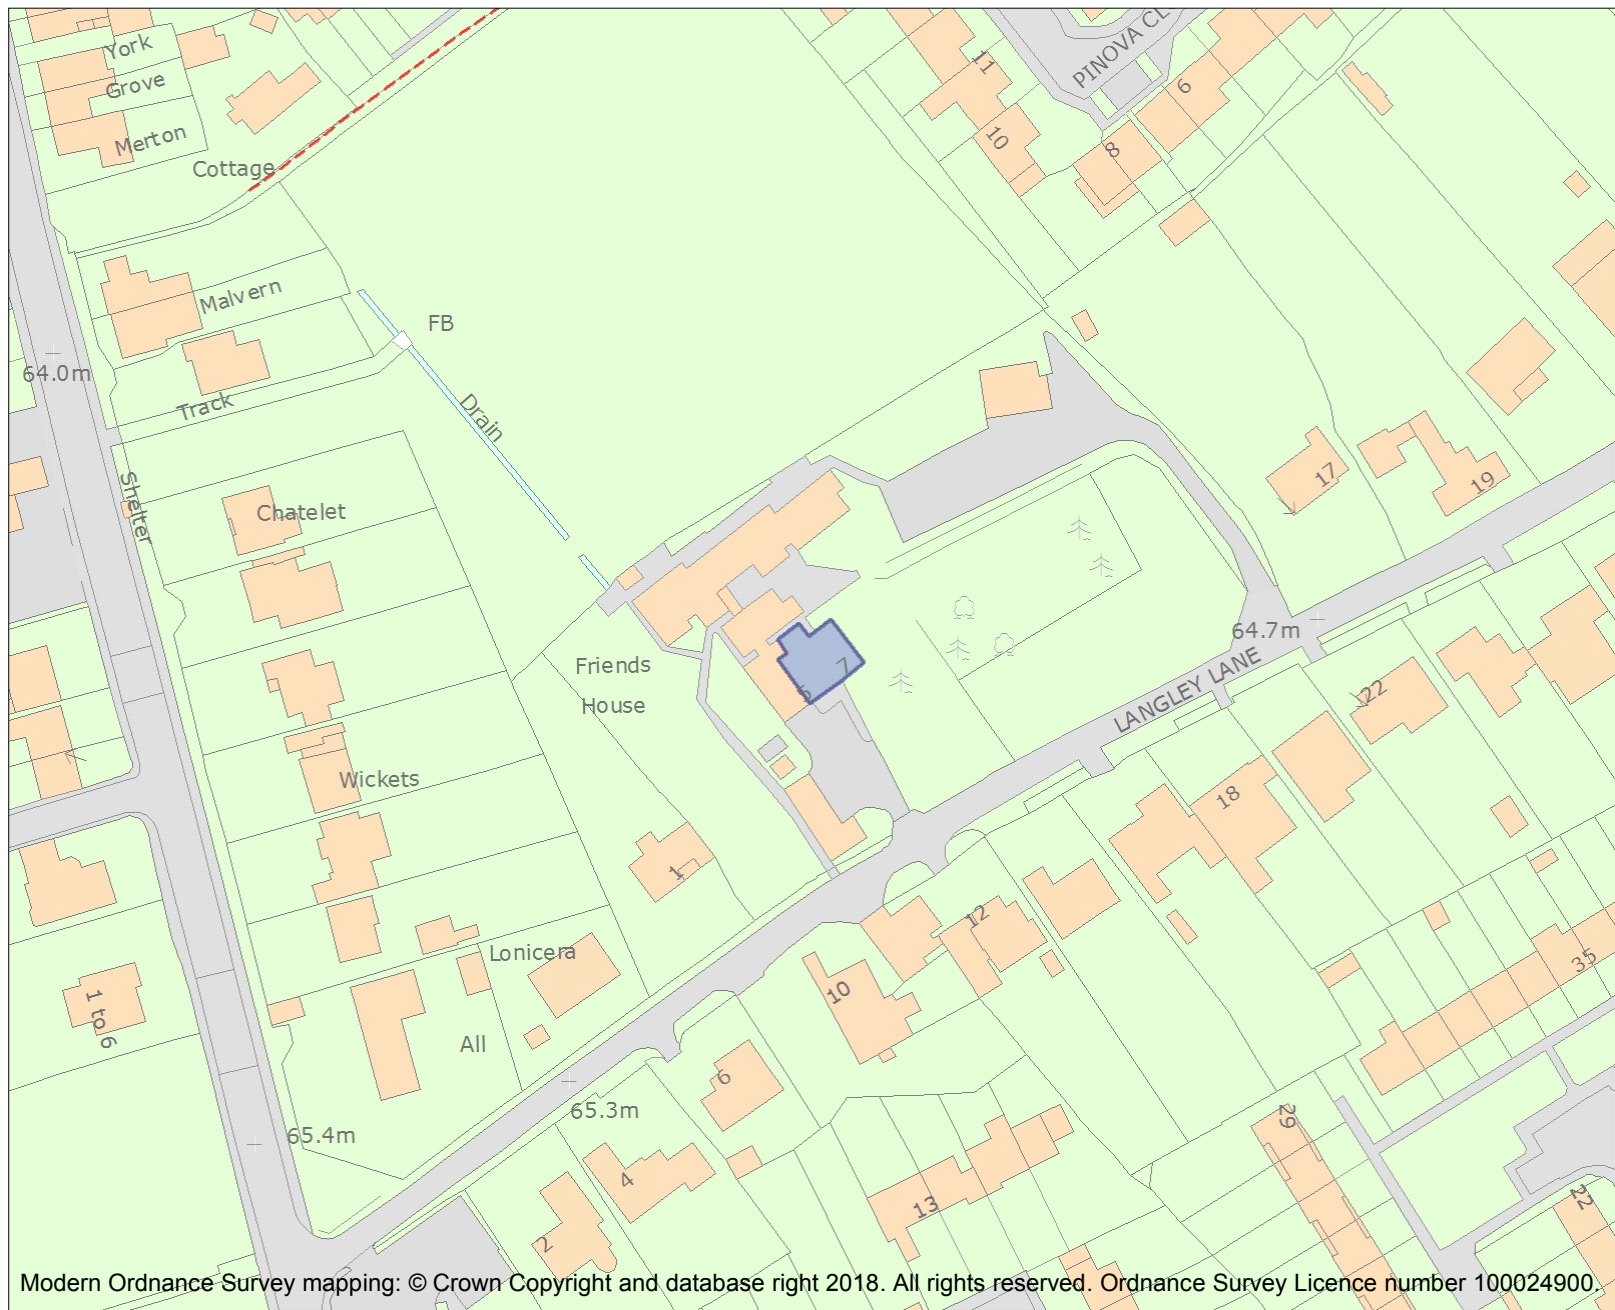 York
Grove
Merton
Cottage
11
PINOVA CL
6
10
8
Malvern
FB
64.0m
Track
Drain
Shelter
Chatelet
17
19
64.7m
Friends
House
7
5
LANGLEY LANE
22
Wickets
18
1
12
35
Lonicera
10
1 to 6
All
6
65.3m
65.4m
29
4
13
22
2
Modern Ordnance Survey mapping: © Crown Copyright and database right 2018. All rights reserved. Ordnance Survey Licence number 100024900.